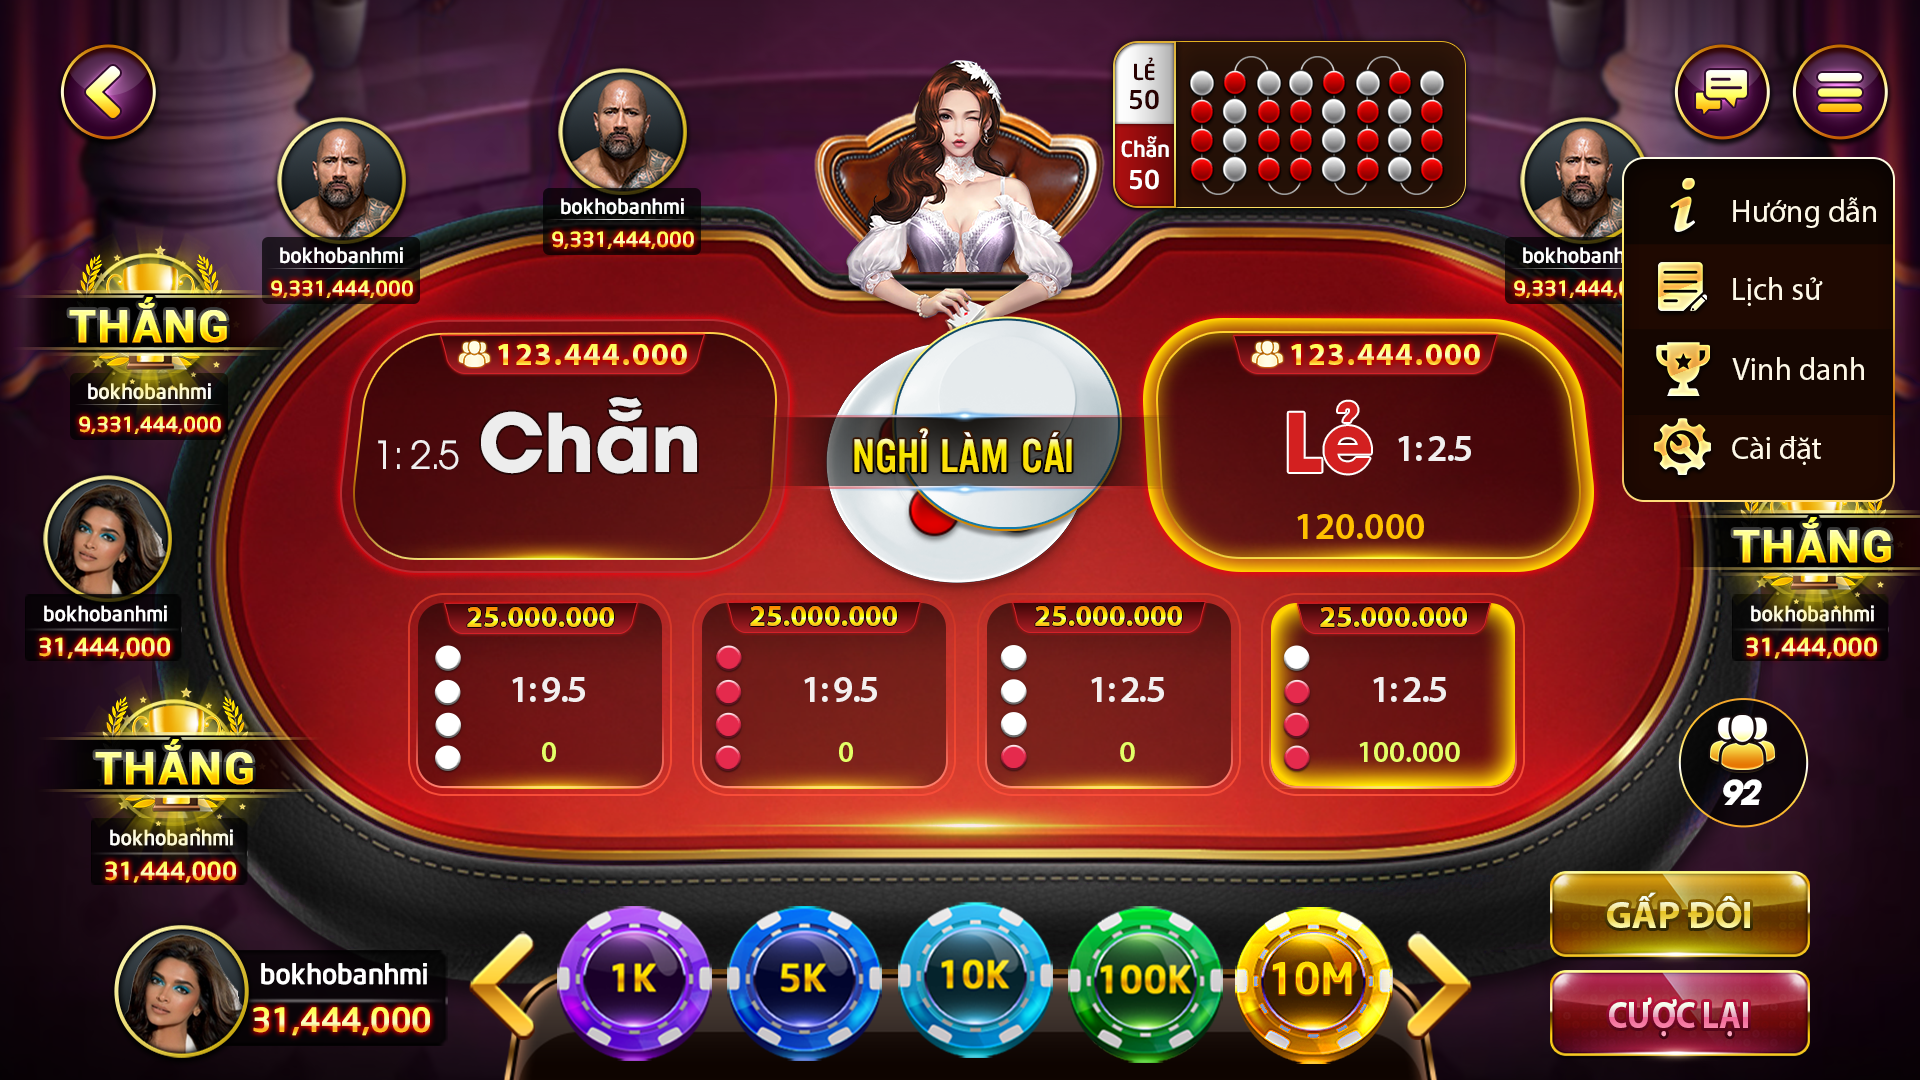 LẺ
50
Chẵn
50
bokhobanhmi
9,331,444,000
bokhobanhmi
9,331,444,000
bokhobanh
9,331,444,0
Hướng dẫn
Lịch sử
Vinh danh
Cài đặt
THẮNG
bokhobanhmi
9,331,444,000
123.444.000
1:2.5 Chẵn
NGHỈ LÀM CÁI
123.444.000
Lẻ 1:2.5
120.000
bokhobanhmi
31,444,000
THẮNG
bokhobanhmi
31,444,000
25.000.000
1:9.5
0
25.000.000
1:9.5
0
25.000.000
1:2.5
0
25.000.000
1:2.5
100.000
THẮNG
bokhobanhmi
31,444,000
92
bokhobanhmi
31,444,000
1K
5K
10K
100K
10M
GẤP ĐÔI
CƯỢC LẠI